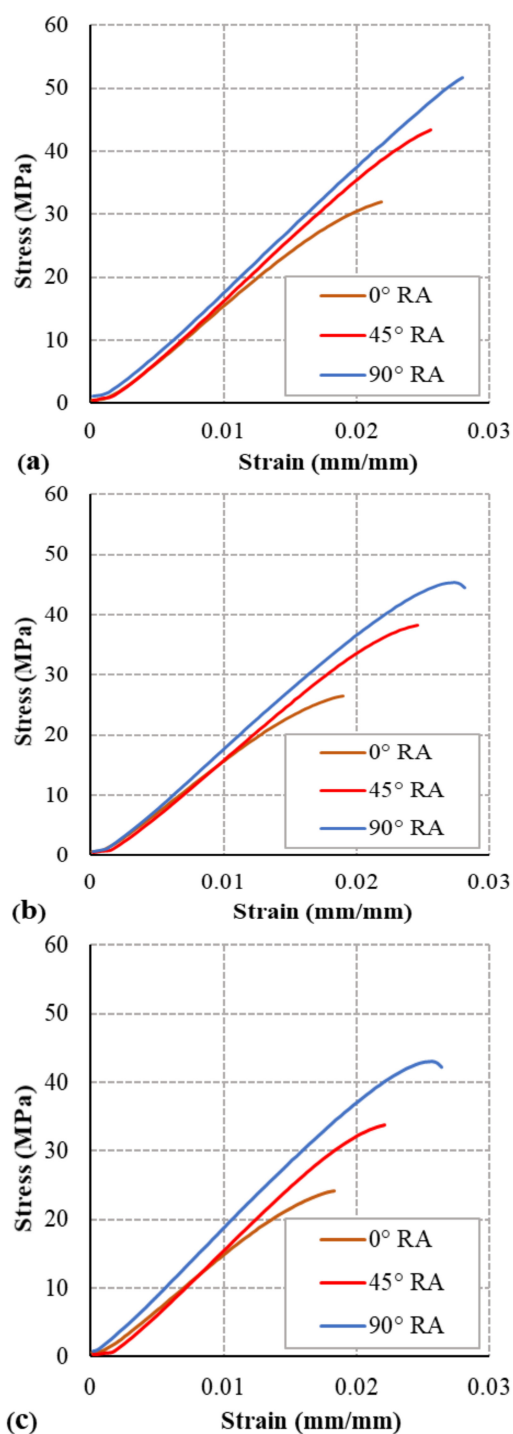 60
50
40
30
20
10
0
Stress (MPa)
0° RA
45° RA
90° RA
0 0.01 0.02 0.03
(a) Strain (mm/mm)
60
50
40
30
20
10
0
Stress (MPa)
0° RA
45° RA
90° RA
0 0.01 0.02 0.03
(b) Strain (mm/mm)
60
50
40
30
20
10
0
Stress (MPa)
0° RA
45° RA
90° RA
0 0.01 0.02 0.03
(c) Strain (mm/mm)